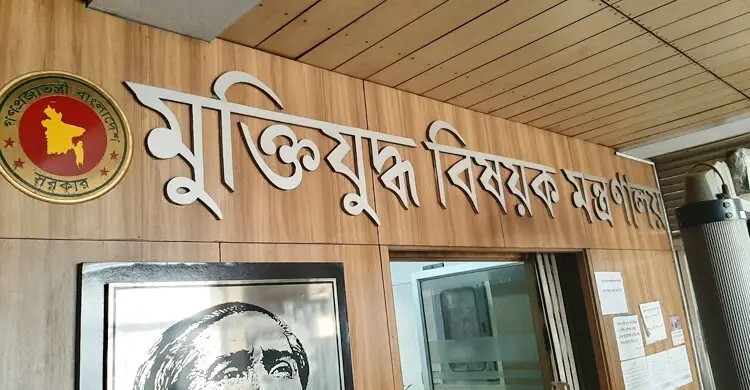 গণপ্রজাতন্ত্রী বাংলাদেশ
সরকার
মুক্তিযুদ্ধ বিষয়ক মন্ত্রণালয়